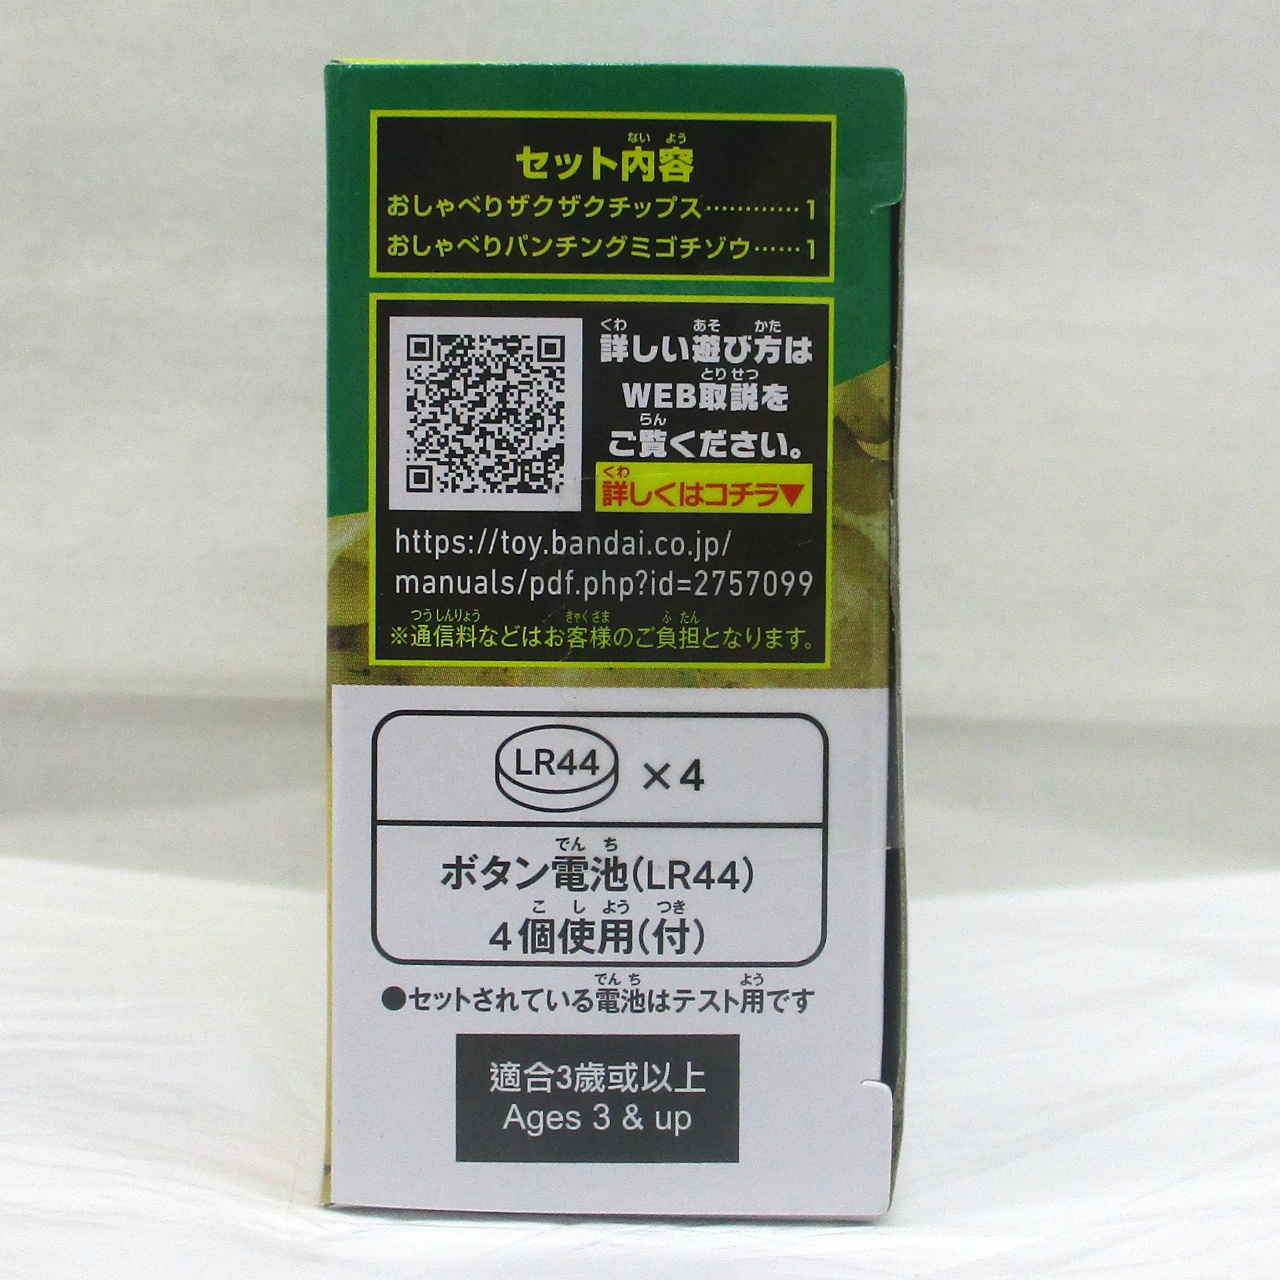 セット内容
おしゃべりザクザクチップス…………1
おしゃべりパンチングミゴチゾウ……1
詳しい遊び方は
WEB取説を
ご覧ください。
詳しくはコチラ▼
https://toy.bandai.co.jp/
manuals/pdf.php?id=2757099
※通信料などはお客様のご負担となります。
LR44 ×4
ボタン電池(LR44)
4個使用(付)
●セットされている電池はテスト用です
適合3歲或以上
Ages 3 & up